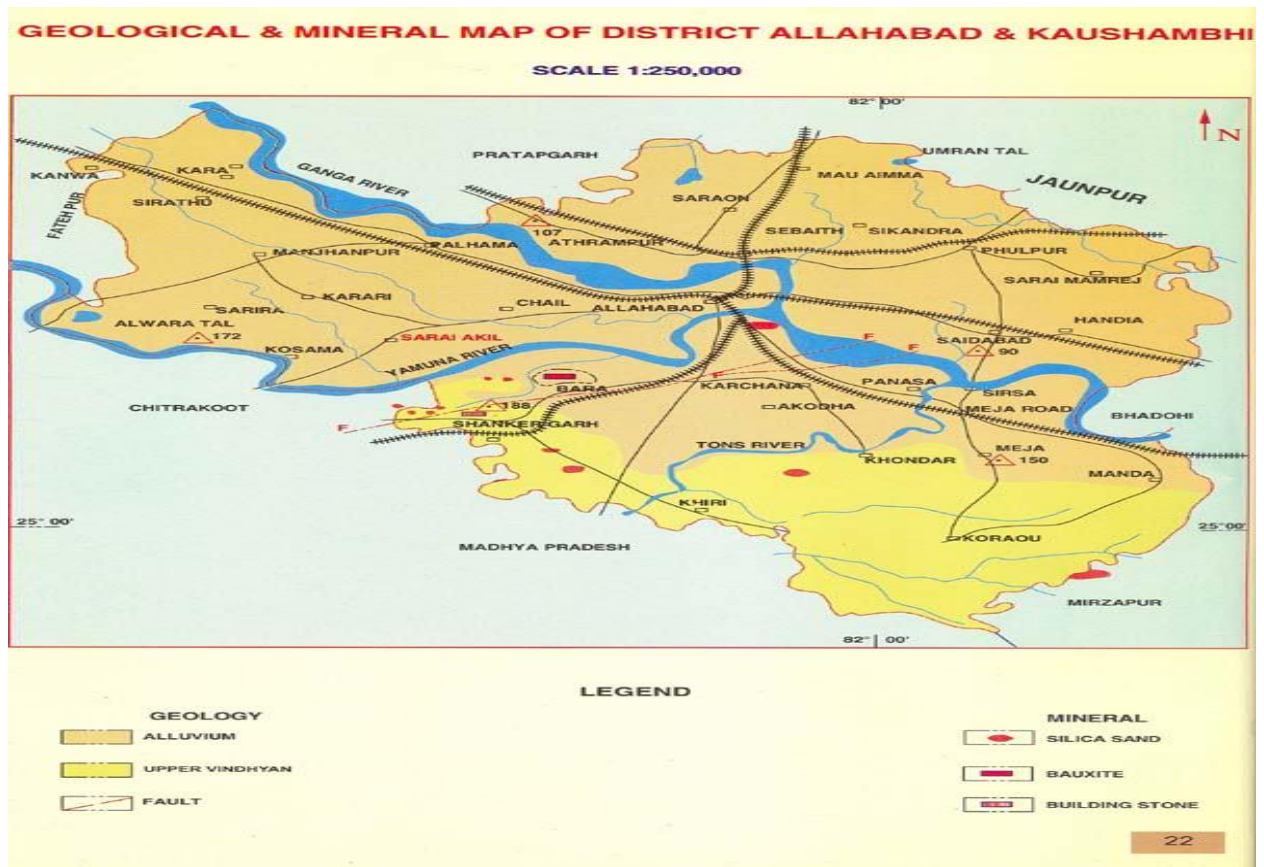 GEOLOGICAL & MINERAL MAP OF DISTRICT ALLAHABAD & KAUSHAMBHI
SCALE 1:250,000
82° 00'
N
PRATAPGARH
UMRAN TAL
KANWA
KARA
GANGA RIVER
MAU AIMMA
JAUNPUR
SIRATHU
SARAON
FATEH PUR
107
SEBAITH
SIKANDRA
MANJHANPUR
PALHAMA
ATHRAMPUR
PHULPUR
SARAI MAMREJ
KARARI
CHAIL
ALLAHABAD
SARIRA
HANDIA
ALWARA TAL
172
SARAI AKIL
F
SAIDABAD
KOSAMA
YAMUNA RIVER
F
90
F
BARA
KARCHANA
PANASA
SIRSA
CHITRAKOOT
188
AKODHA
MEJA ROAD
BHADOHI
F
SHANKERGARH
TONS RIVER
KHONDAR
MEJA
150
MANDA
KHIRI
25° 00'
25° 00'
KORAOU
MADHYA PRADESH
MIRZAPUR
82° 00'
LEGEND
GEOLOGY
MINERAL
ALLUVIUM
SILICA SAND
UPPER VINDHYAN
BAUXITE
FAULT
BUILDING STONE
22